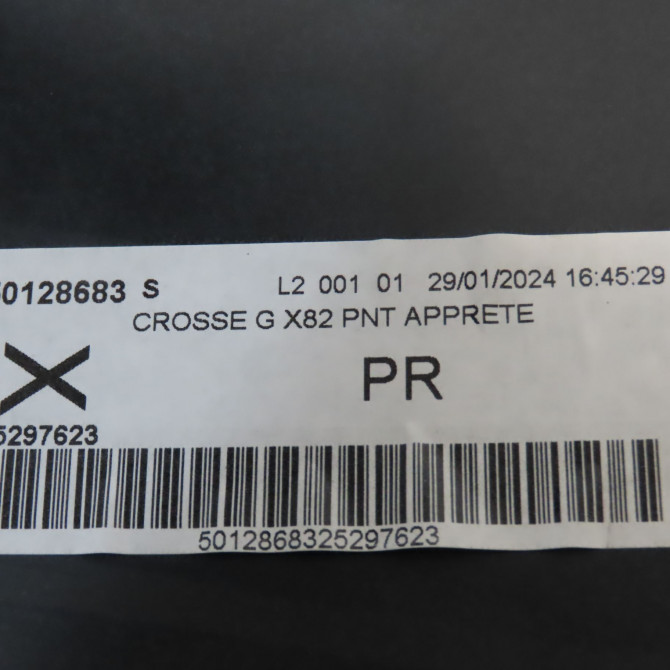 50128683 S L2 001 01 29/01/2024 16:45:29
CROSSE G X82 PNT APPRETE
X PR
5297623
5012868325297623